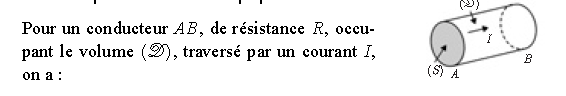 Pour un conducteur AB, de résistance R, occu-
pant le volume (𝒟), traversé par un courant I,
on a :
(𝒟)
I
(S) A
B